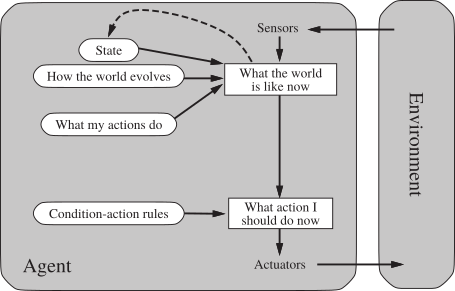 Sensors
State
How the world evolves
What the world
is like now
What my actions do
Condition-action rules
What action I
should do now
Agent
Actuators
Environment